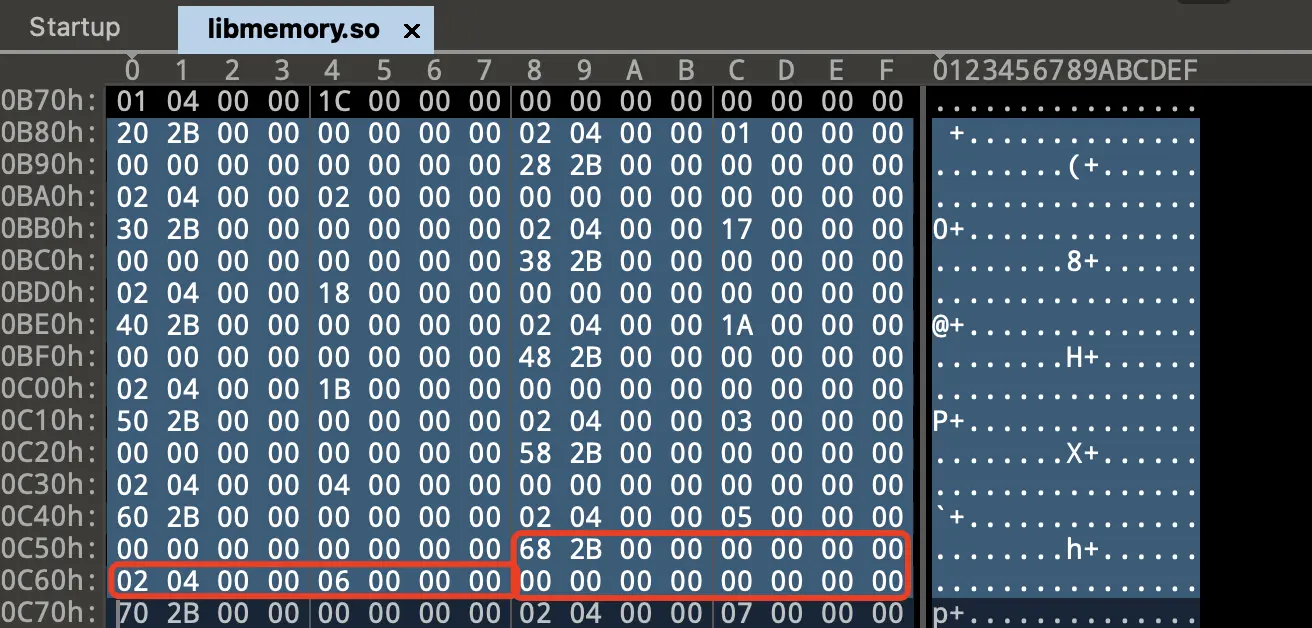 Startup libmemory.so ×
0 1 2 3 4 5 6 7 8 9 A B C D E F 0123456789ABCDEF
0B70h: 01 04 00 00 1C 00 00 00 00 00 00 00 00 00 00 00 ................
0B80h: 20 2B 00 00 00 00 00 00 02 04 00 00 01 00 00 00  +..............
0B90h: 00 00 00 00 00 00 00 00 28 2B 00 00 00 00 00 00 ........(+......
0BA0h: 02 04 00 00 02 00 00 00 00 00 00 00 00 00 00 00 ................
0BB0h: 30 2B 00 00 00 00 00 00 02 04 00 00 17 00 00 00 0+..............
0BC0h: 00 00 00 00 00 00 00 00 38 2B 00 00 00 00 00 00 ........8+......
0BD0h: 02 04 00 00 18 00 00 00 00 00 00 00 00 00 00 00 ................
0BE0h: 40 2B 00 00 00 00 00 00 02 04 00 00 1A 00 00 00 @+..............
0BF0h: 00 00 00 00 00 00 00 00 48 2B 00 00 00 00 00 00 ........H+......
0C00h: 02 04 00 00 1B 00 00 00 00 00 00 00 00 00 00 00 ................
0C10h: 50 2B 00 00 00 00 00 00 02 04 00 00 03 00 00 00 P+..............
0C20h: 00 00 00 00 00 00 00 00 58 2B 00 00 00 00 00 00 ........X+......
0C30h: 02 04 00 00 04 00 00 00 00 00 00 00 00 00 00 00 ................
0C40h: 60 2B 00 00 00 00 00 00 02 04 00 00 05 00 00 00 `+..............
0C50h: 00 00 00 00 00 00 00 00 68 2B 00 00 00 00 00 00 ........h+......
0C60h: 02 04 00 00 06 00 00 00 00 00 00 00 00 00 00 00 ................
0C70h: 70 2B 00 00 00 00 00 00 02 04 00 00 07 00 00 00 p+..............